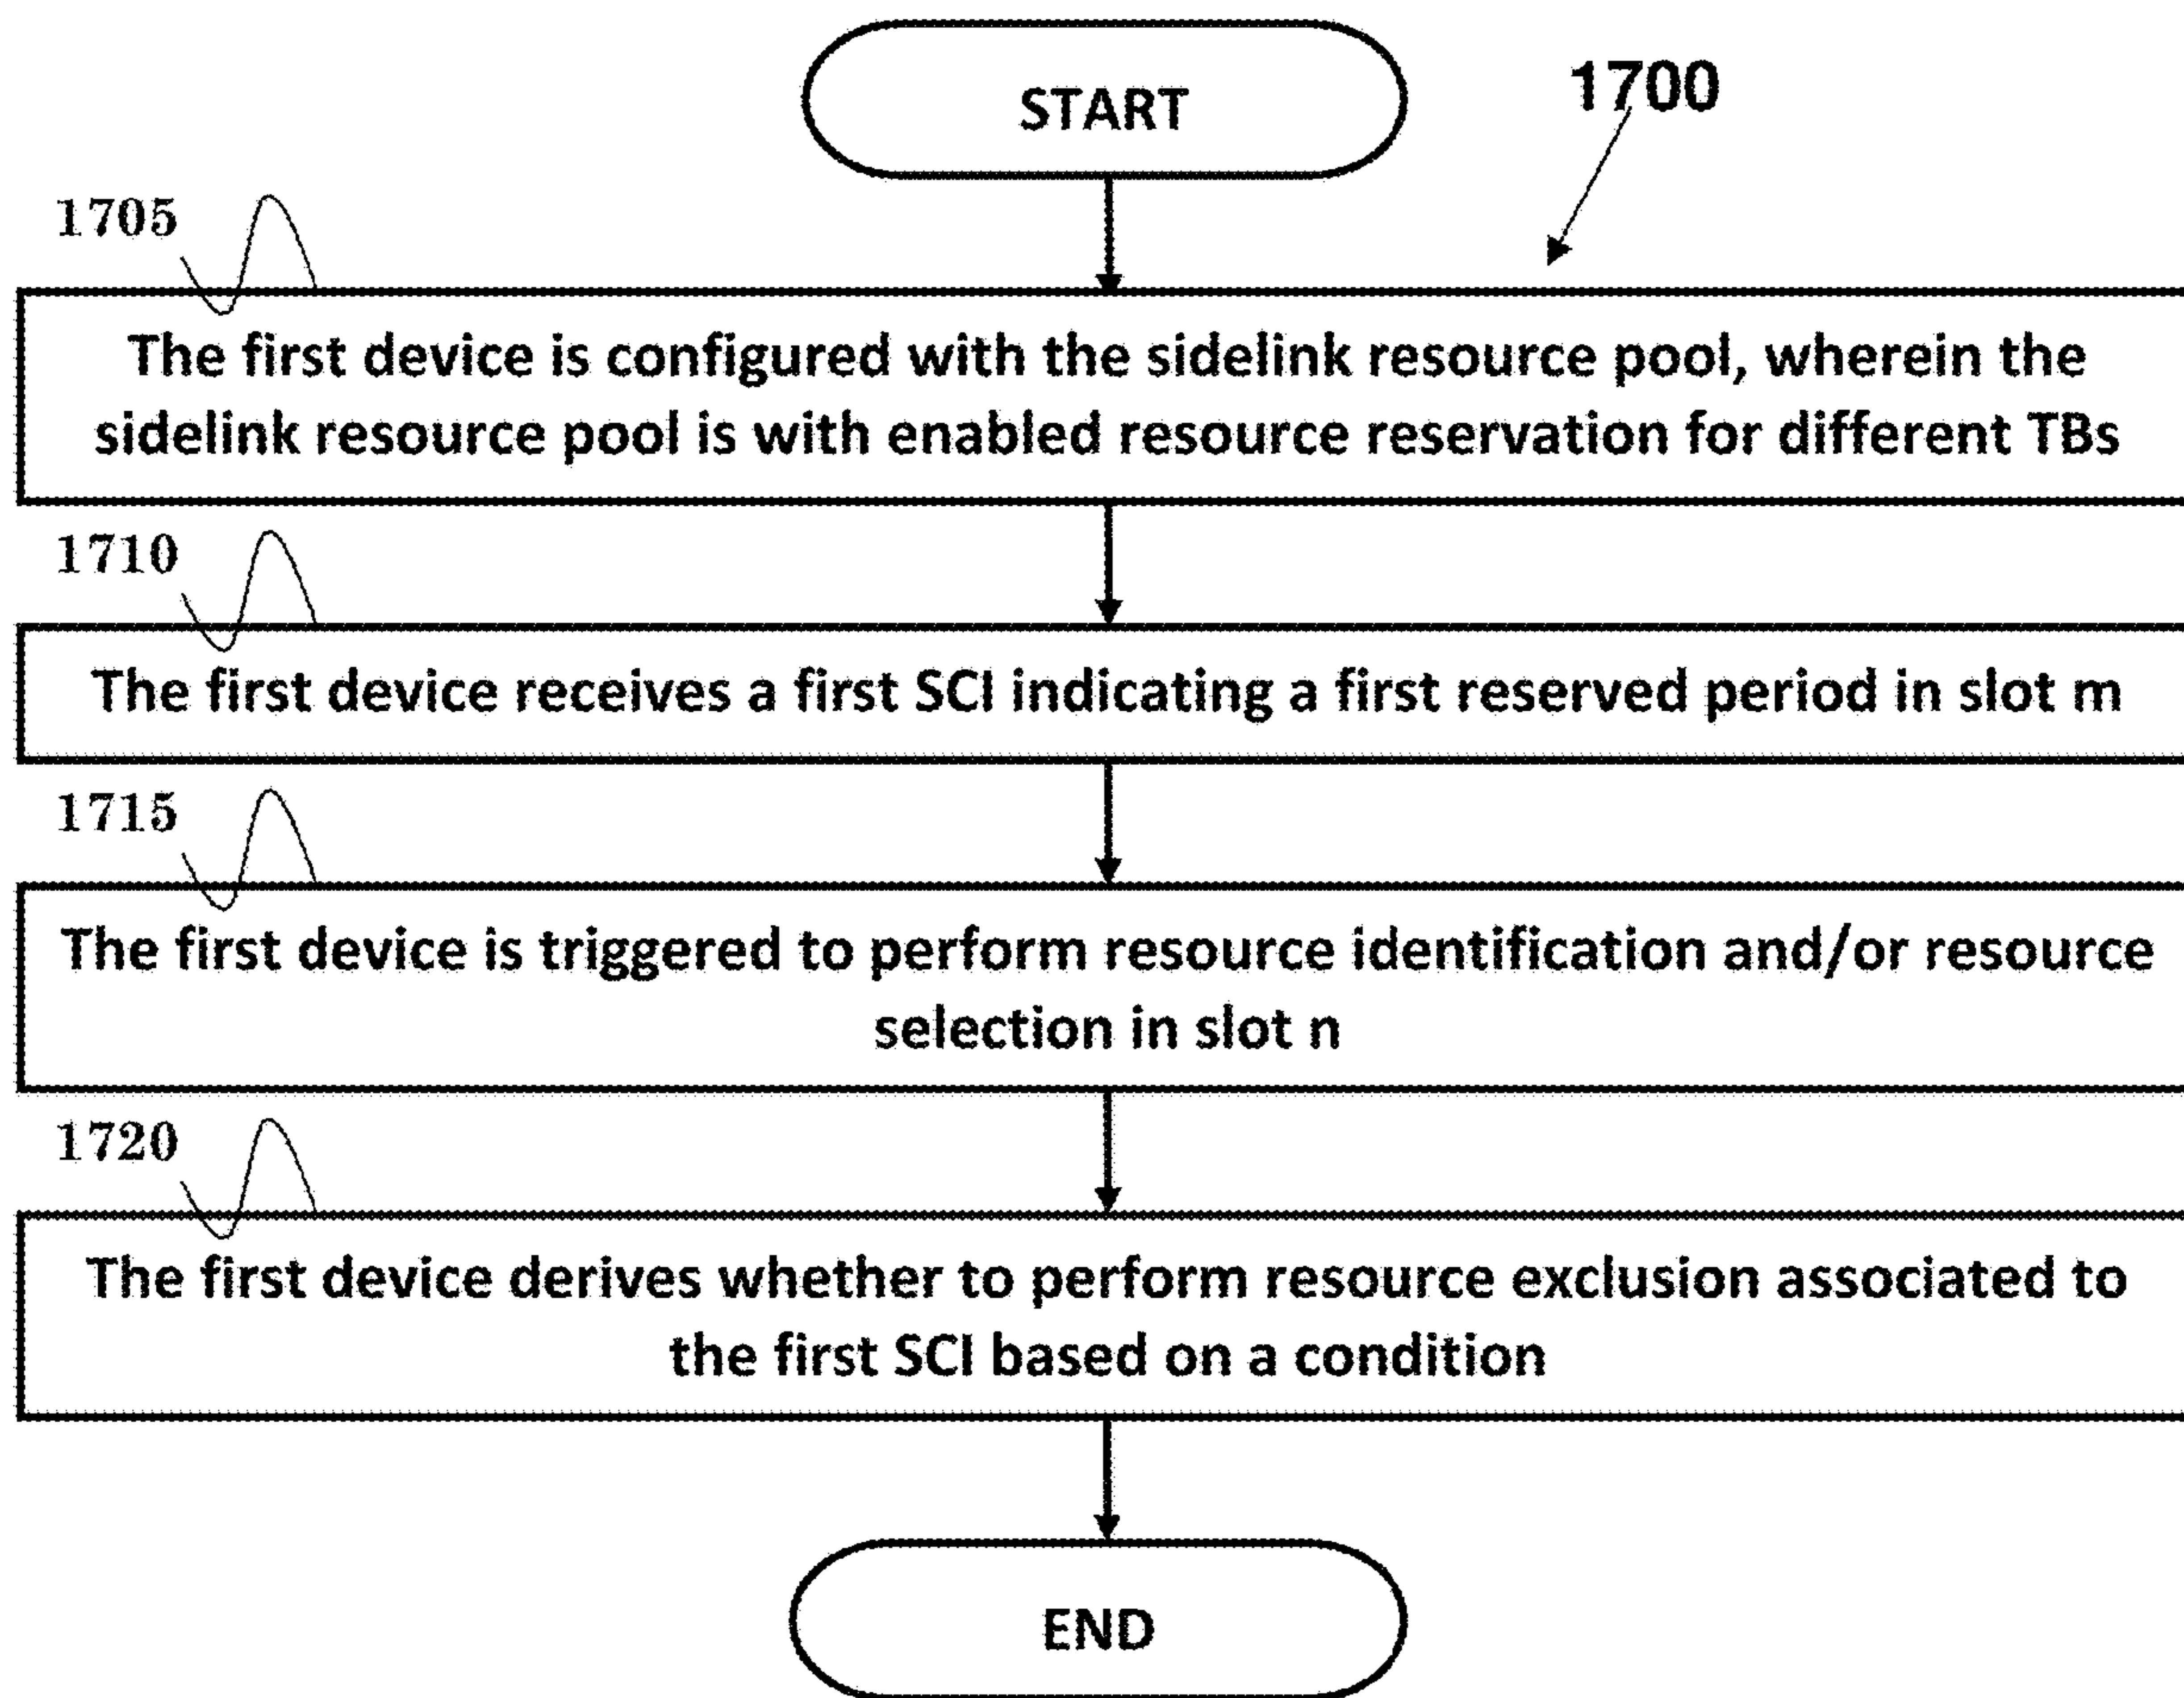 START
1700
1705
The first device is configured with the sidelink resource pool, wherein the
sidelink resource pool is with enabled resource reservation for different TBs
1710
The first device receives a first SCI indicating a first reserved period in slot m
1715
The first device is triggered to perform resource identification and/or resource
selection in slot n
1720
The first device derives whether to perform resource exclusion associated to
the first SCI based on a condition
END